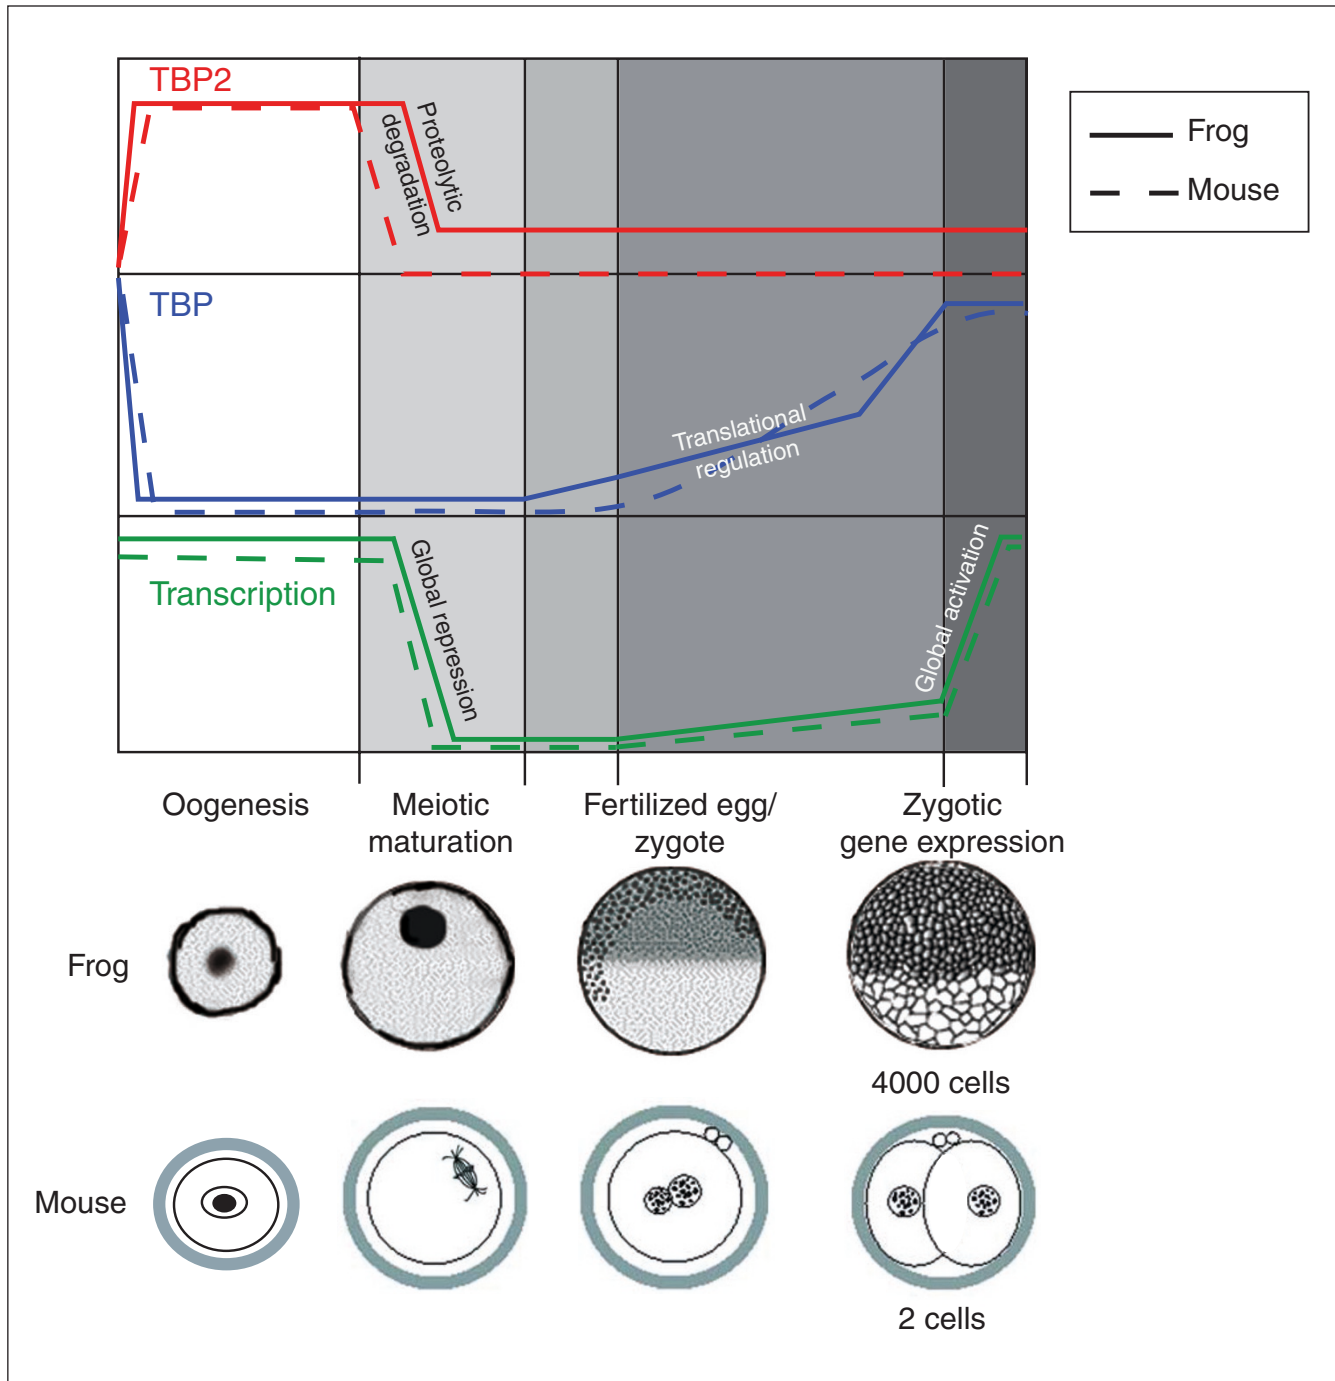 TBP2
Proteolytic
degradation
Frog
Mouse
TBP
Translational
regulation
Transcription
Global repression
Global activation
Oogenesis
Meiotic
maturation
Fertilized egg/
zygote
Zygotic
gene expression
Frog
4000 cells
Mouse
2 cells